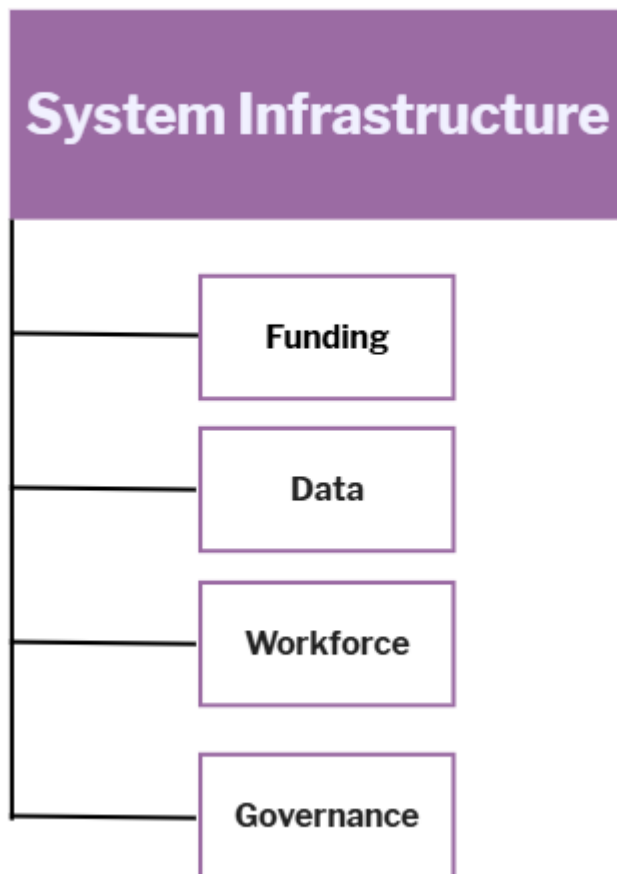 System Infrastructure
Funding
Data
Workforce
Governance